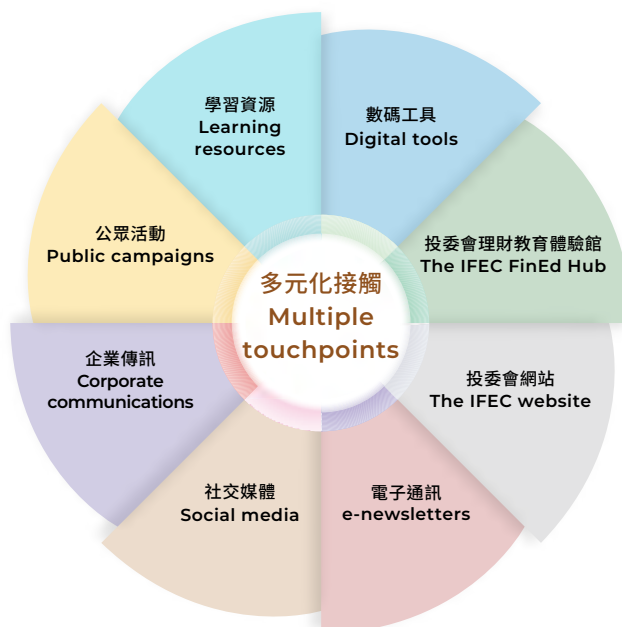 學習資源
Learning
resources
數碼工具
Digital tools
公眾活動
Public campaigns
投委會理財教育體驗館
The IFEC FinEd Hub
多元化接觸
Multiple
touchpoints
企業傳訊
Corporate
communications
投委會網站
The IFEC website
社交媒體
Social media
電子通訊
e-newsletters